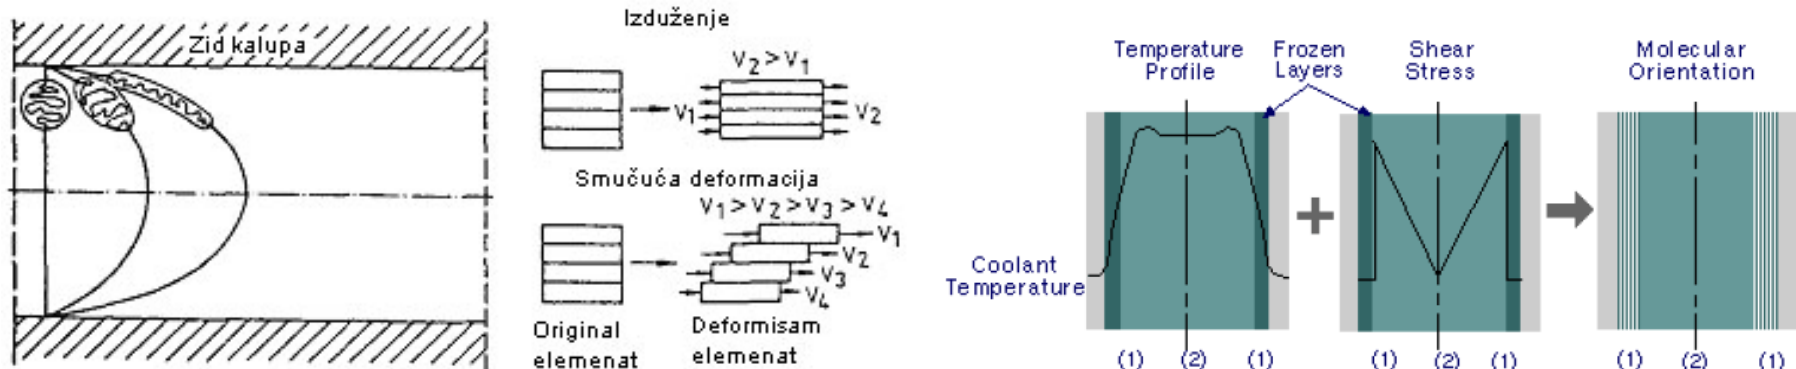 Zid kalupa
Izduženje
V2 > V1
V1
V2
Smučuća deformacija
V1 > V2 > V3 > V4
V1
V2
V3
V4
Original
elemenat
Deformisam
elemenat
Temperature
Profile
Frozen
Layers
Shear
Stress
Molecular
Orientation
Coolant
Temperature
(1) (2) (1)
(1) (2) (1)
(1) (2) (1)